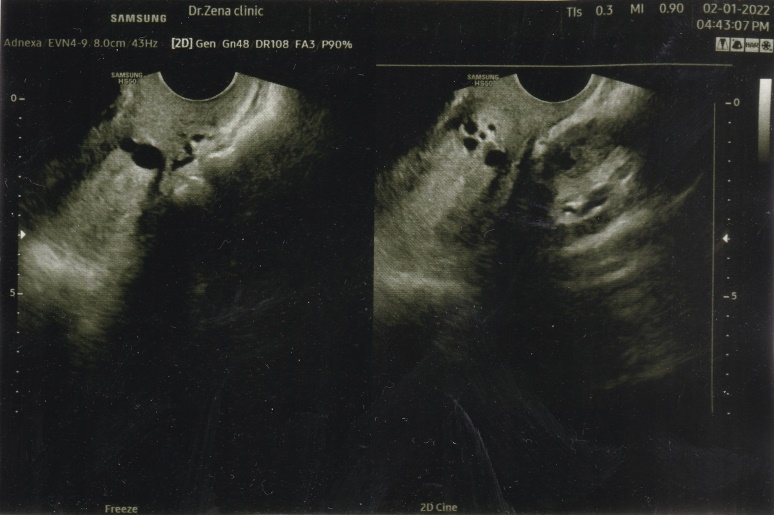 SAMSUNG
Dr.Zena clinic
TIs 0.3 MI 0.90 02-01-2022
04:43:07 PM
Adnexa EVN4-9 8.0cm 43Hz [2D] Gen Gn48 DR108 FA3 P90%
SAMSUNG
HS50
SAMSUNG
HS50
0
5
0
5
Freeze
2D Cine